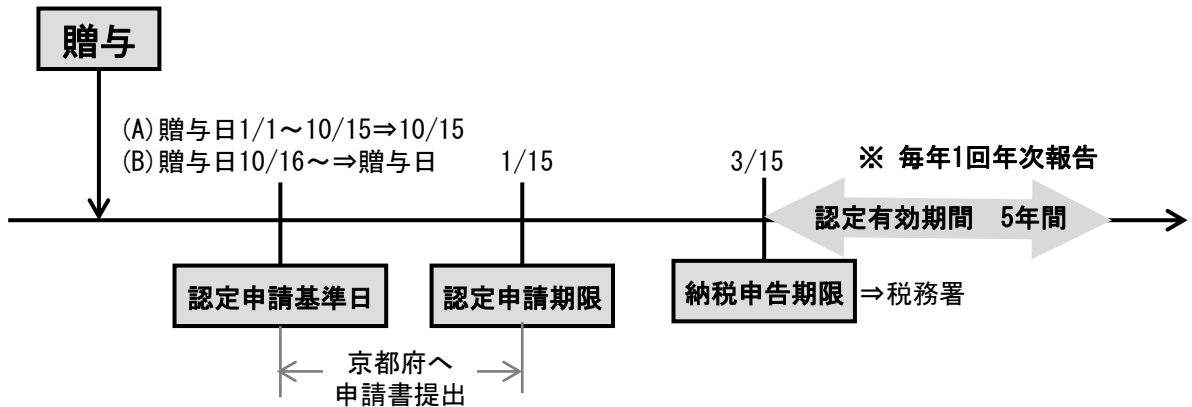 贈与
(A)贈与日1/1～10/15⇒10/15
(B)贈与日10/16～⇒贈与日
1/15
3/15
※ 毎年1回年次報告
認定有効期間 5年間
認定申請基準日
認定申請期限
納税申告期限
⇒税務署
京都府へ
申請書提出